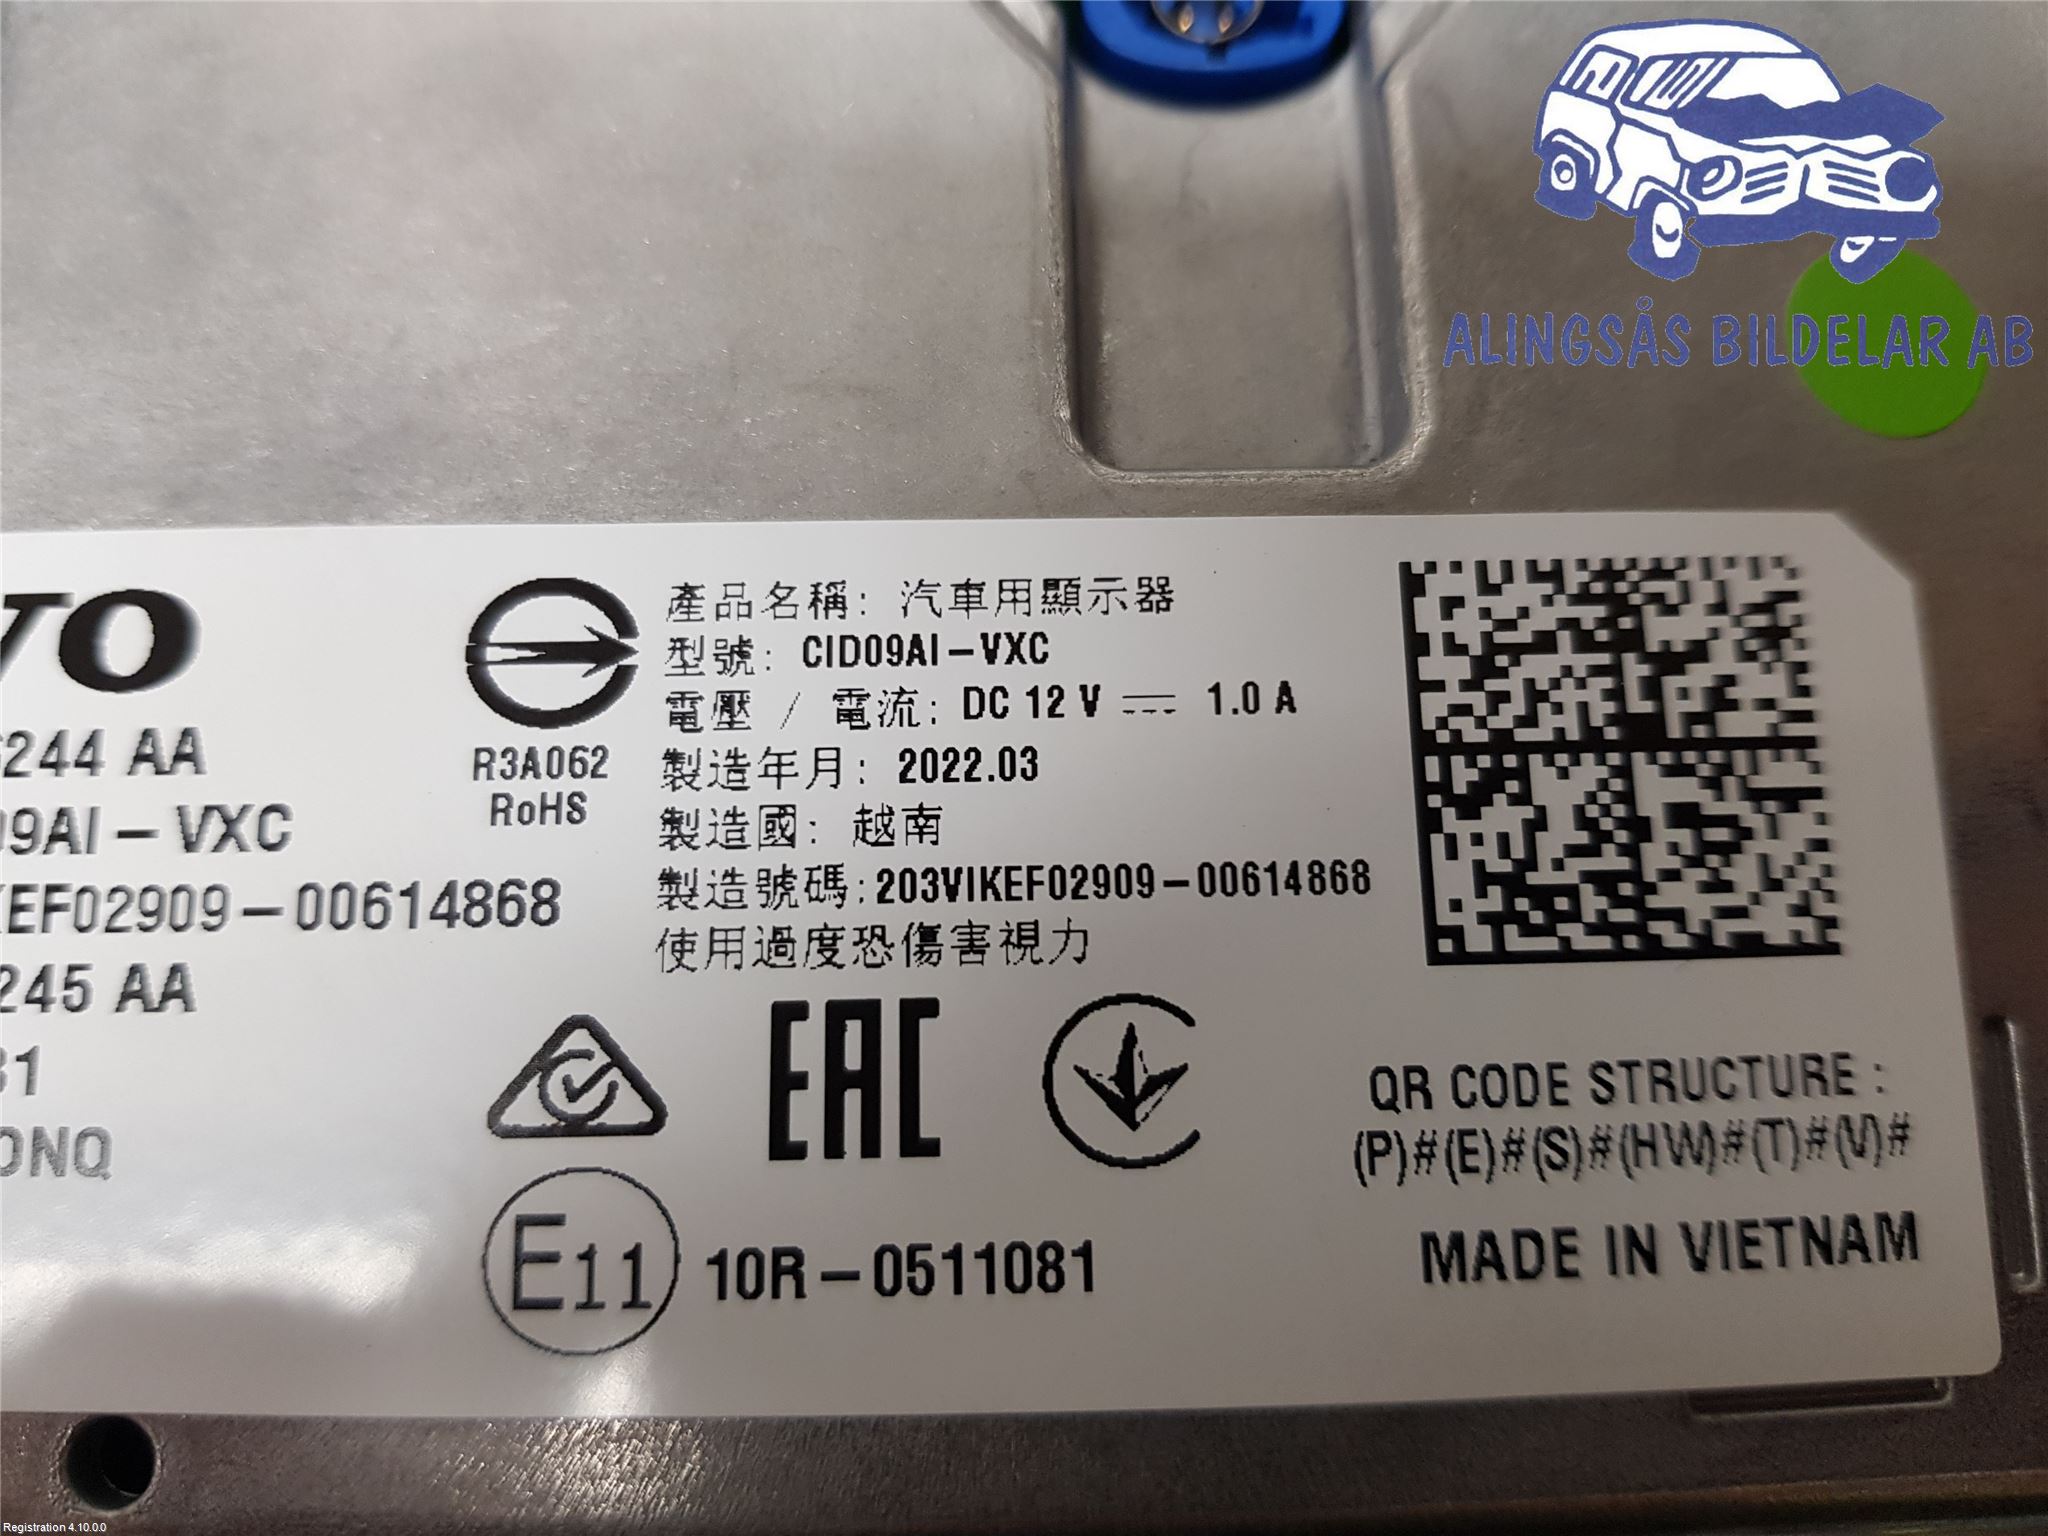 ALINGSÅS BILDELAR AB
VO
6244 AA
09AI-VXC
KEF02909-00614868
245 AA
31
ONQ
R3A062
RoHS
產品名稱: 汽車用顯示器
型號: CID09AI-VXC
電壓 / 電流: DC 12 V 1.0 A
製造年月: 2022.03
製造國: 越南
製造號碼:203VIKEF02909-00614868
使用過度恐傷害視力
EAC
E11
10R-0511081
QR CODE STRUCTURE :
(P)#(E)#(S)#(HW)#(T)#(V)#
MADE IN VIETNAM
Registration 4.10.0.0